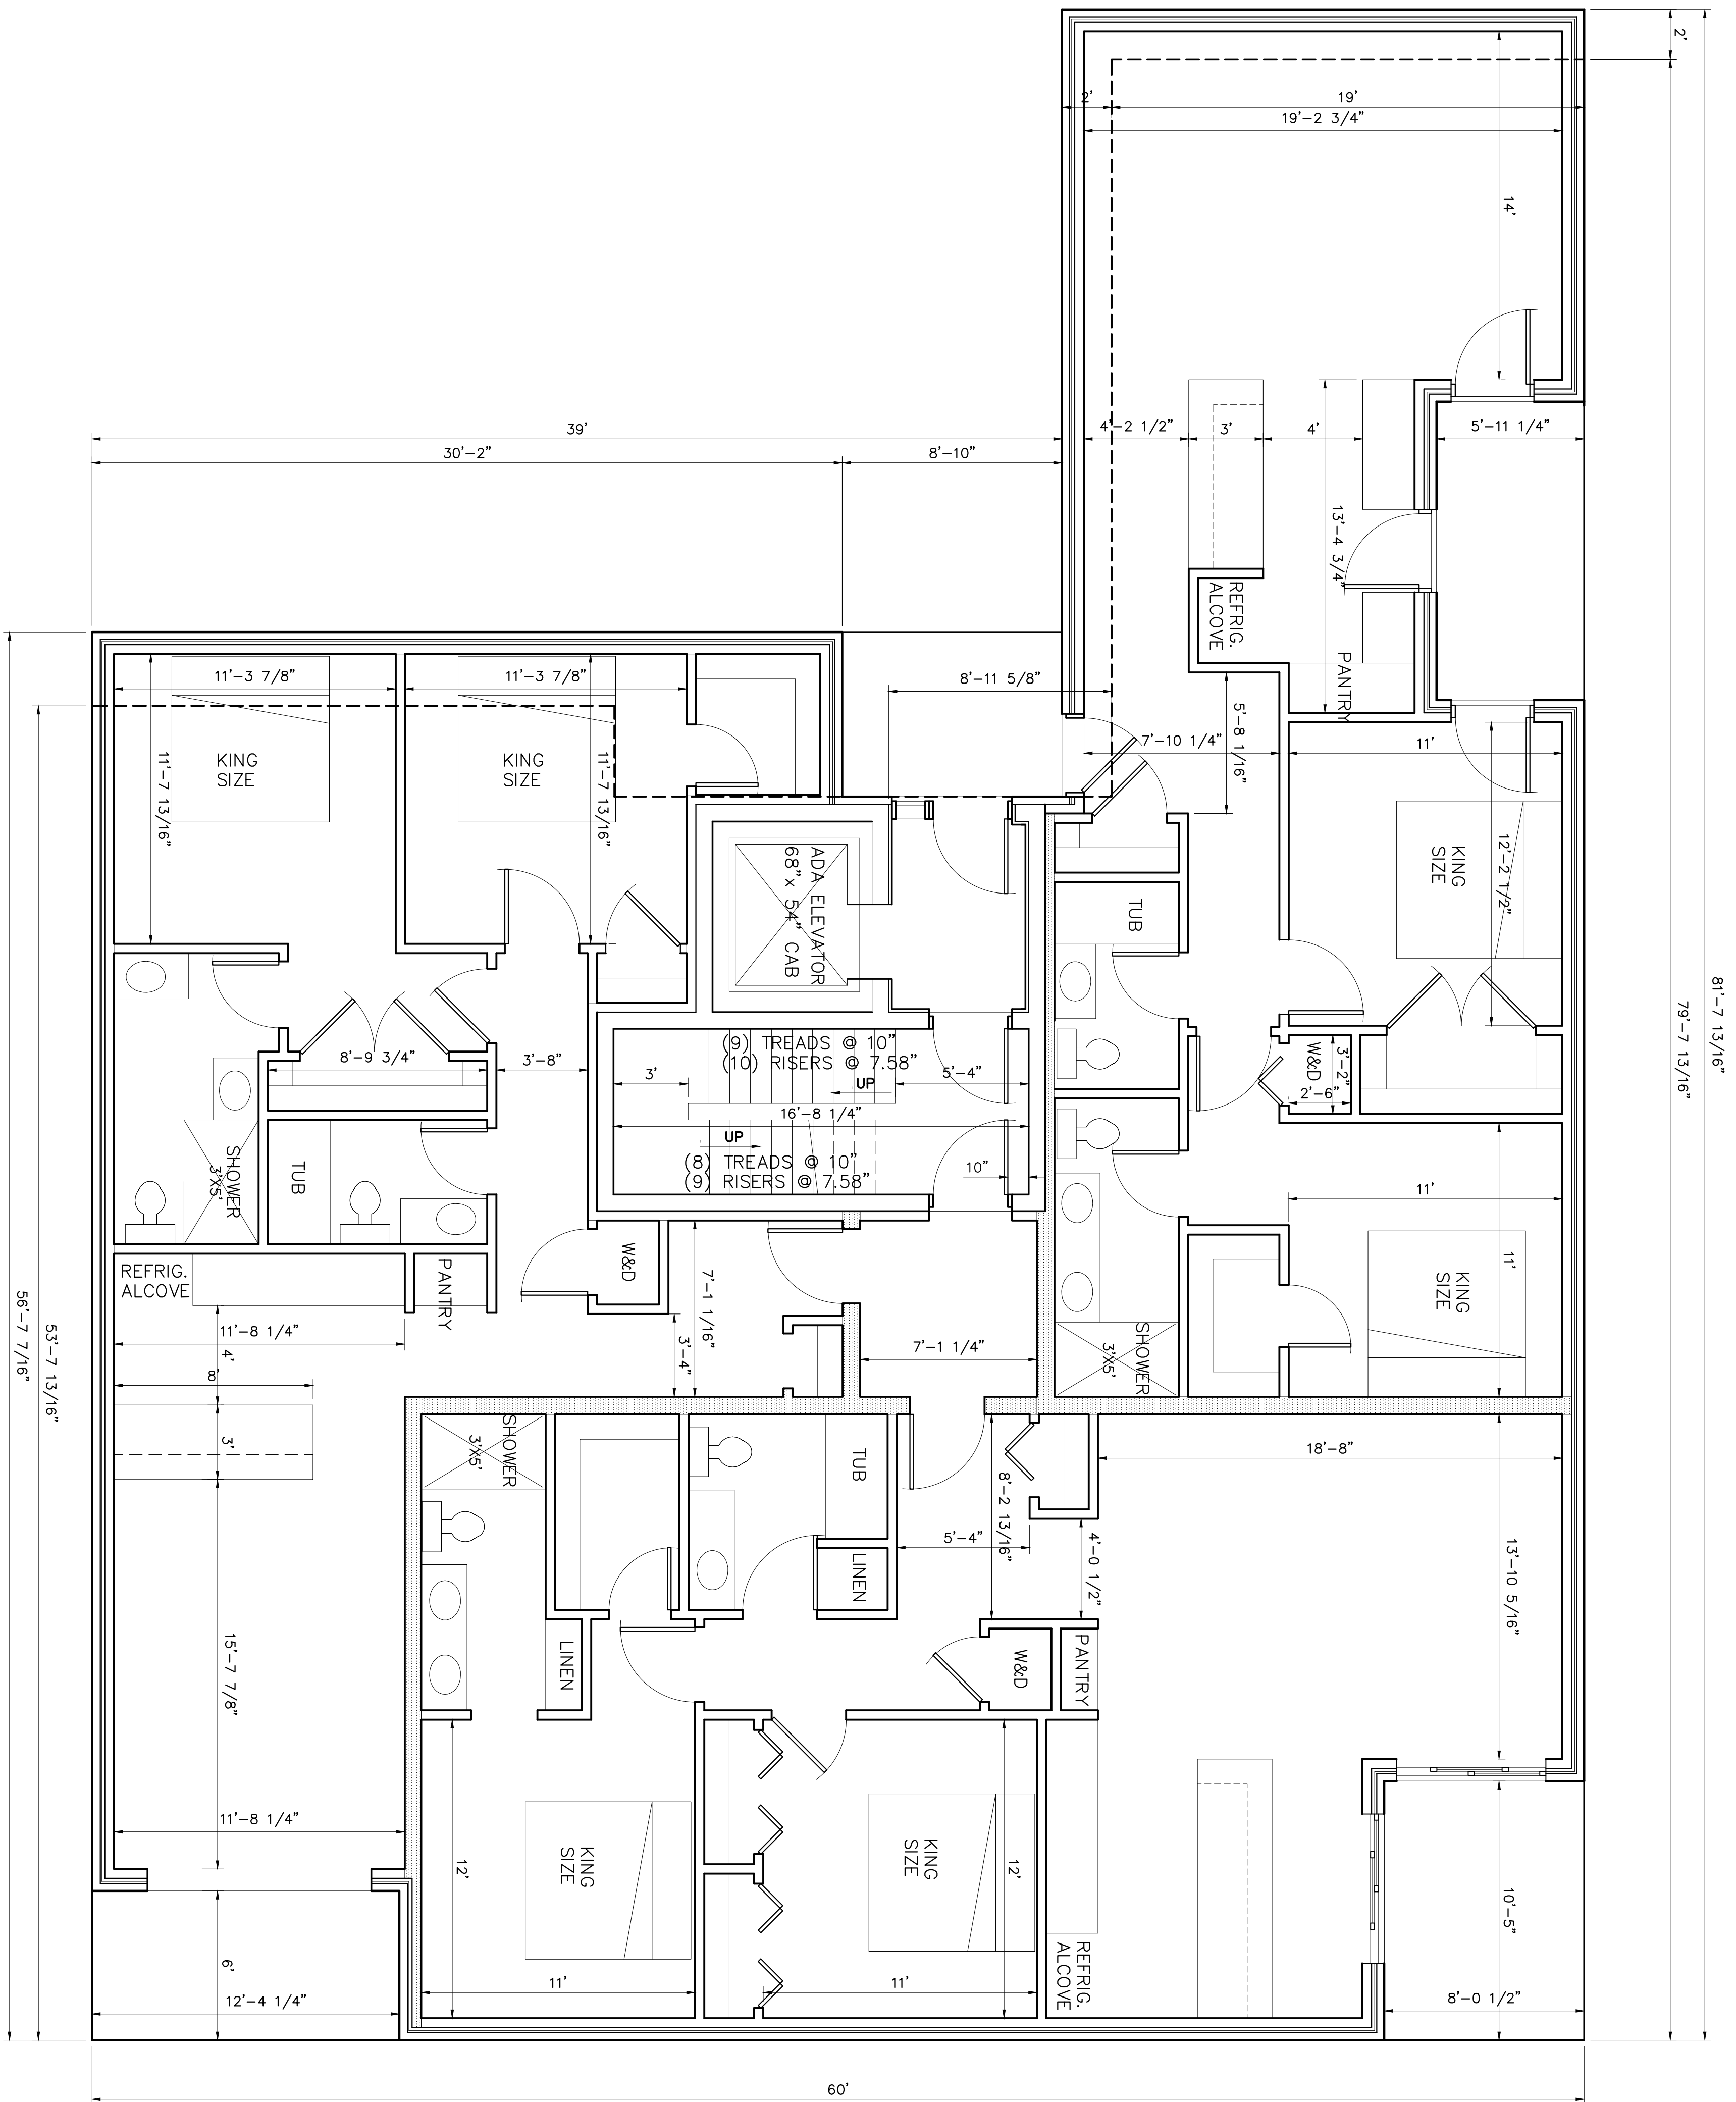 2'
81'-7 13/16"
79'-7 13/16"
2'
19'
19'-2 3/4"
14'
39'
30'-2"
8'-10"
4'-2 1/2"
3'
4'
5'-11 1/4"
13'-4 3/4"
REFRIG.
ALCOVE
PANTRY
11'-3 7/8"
11'-3 7/8"
8'-11 5/8"
5'-8 1/16"
7'-10 1/4"
11'
KING
SIZE
11'-7 13/16"
KING
SIZE
11'-7 13/16"
KING
SIZE
12'-2 1/2"
ADA ELEVATOR
68" x 54" CAB
TUB
8'-9 3/4"
3'-8"
(9) TREADS @ 10"
(10) RISERS @ 7.58"
3'
UP
5'-4"
16'-8 1/4"
UP
(8) TREADS @ 10"
(9) RISERS @ 7.58"
10"
W&D
3'-2"
2'-6"
SHOWER
3'X5'
TUB
11'
11'
KING
SIZE
REFRIG.
ALCOVE
PANTRY
W&D
7'-1 1/16"
3'-4"
7'-1 1/4"
SHOWER
3'X5'
56'-7 7/16"
53'-7 13/16"
11'-8 1/4"
4'
8'
3'
SHOWER
3'X5'
TUB
8'-2 13/16"
18'-8"
5'-4"
4'-0 1/2"
13'-10 5/16"
LINEN
LINEN
W&D
PANTRY
15'-7 7/8"
11'-8 1/4"
12'
KING
SIZE
KING
SIZE
12'
10'-5"
REFRIG.
ALCOVE
6'
11'
11'
12'-4 1/4"
8'-0 1/2"
60'